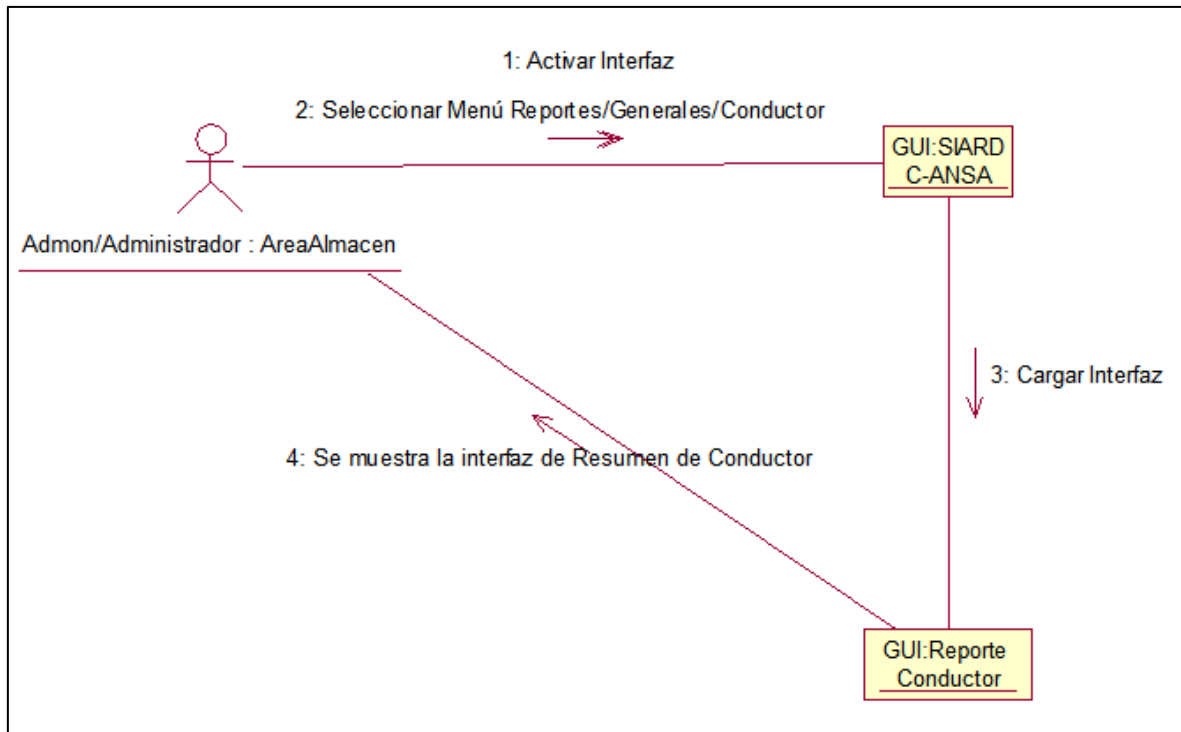 1: Activar Interfaz
2: Seleccionar Menú Reportes/Generales/Conductor
GUI:SIARD
C-ANSA
Admon/Administrador : AreaAlmacen
3: Cargar Interfaz
4: Se muestra la interfaz de Resumen de Conductor
GUI:Reporte
Conductor